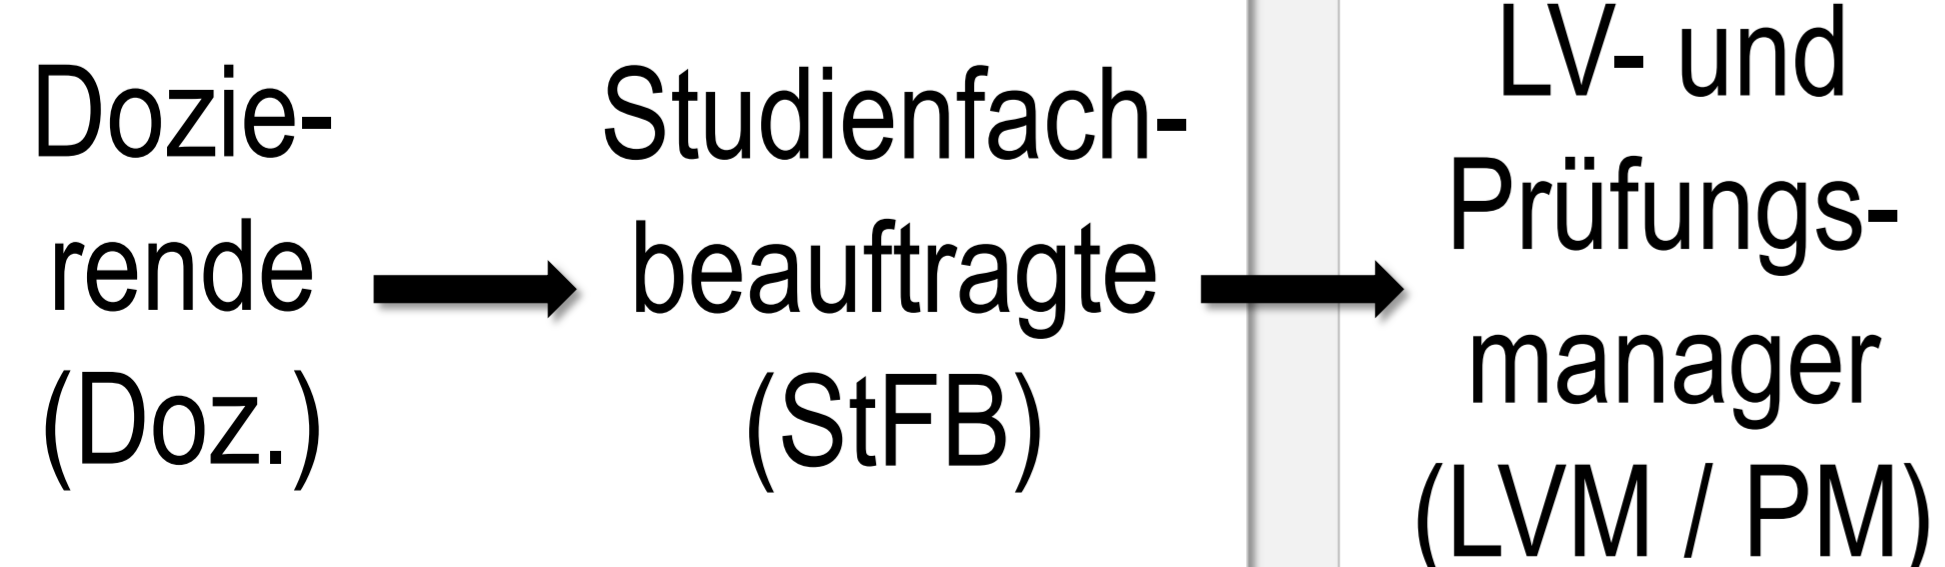 Dozie-
rende
(Doz.)
Studienfach-
beauftragte
(StFB)
LV- und
Prüfungs-
manager
(LVM / PM)